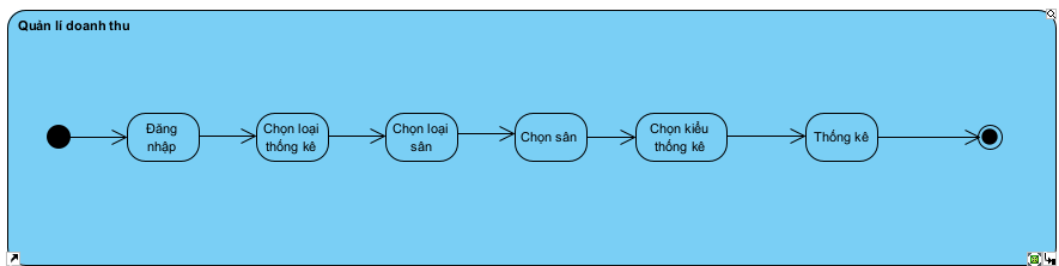 Quản lí doanh thu
Đăng
nhập
Chọn loại
thống kê
Chọn loại
sân
Chọn sân
Chọn kiểu
thống kê
Thống kê